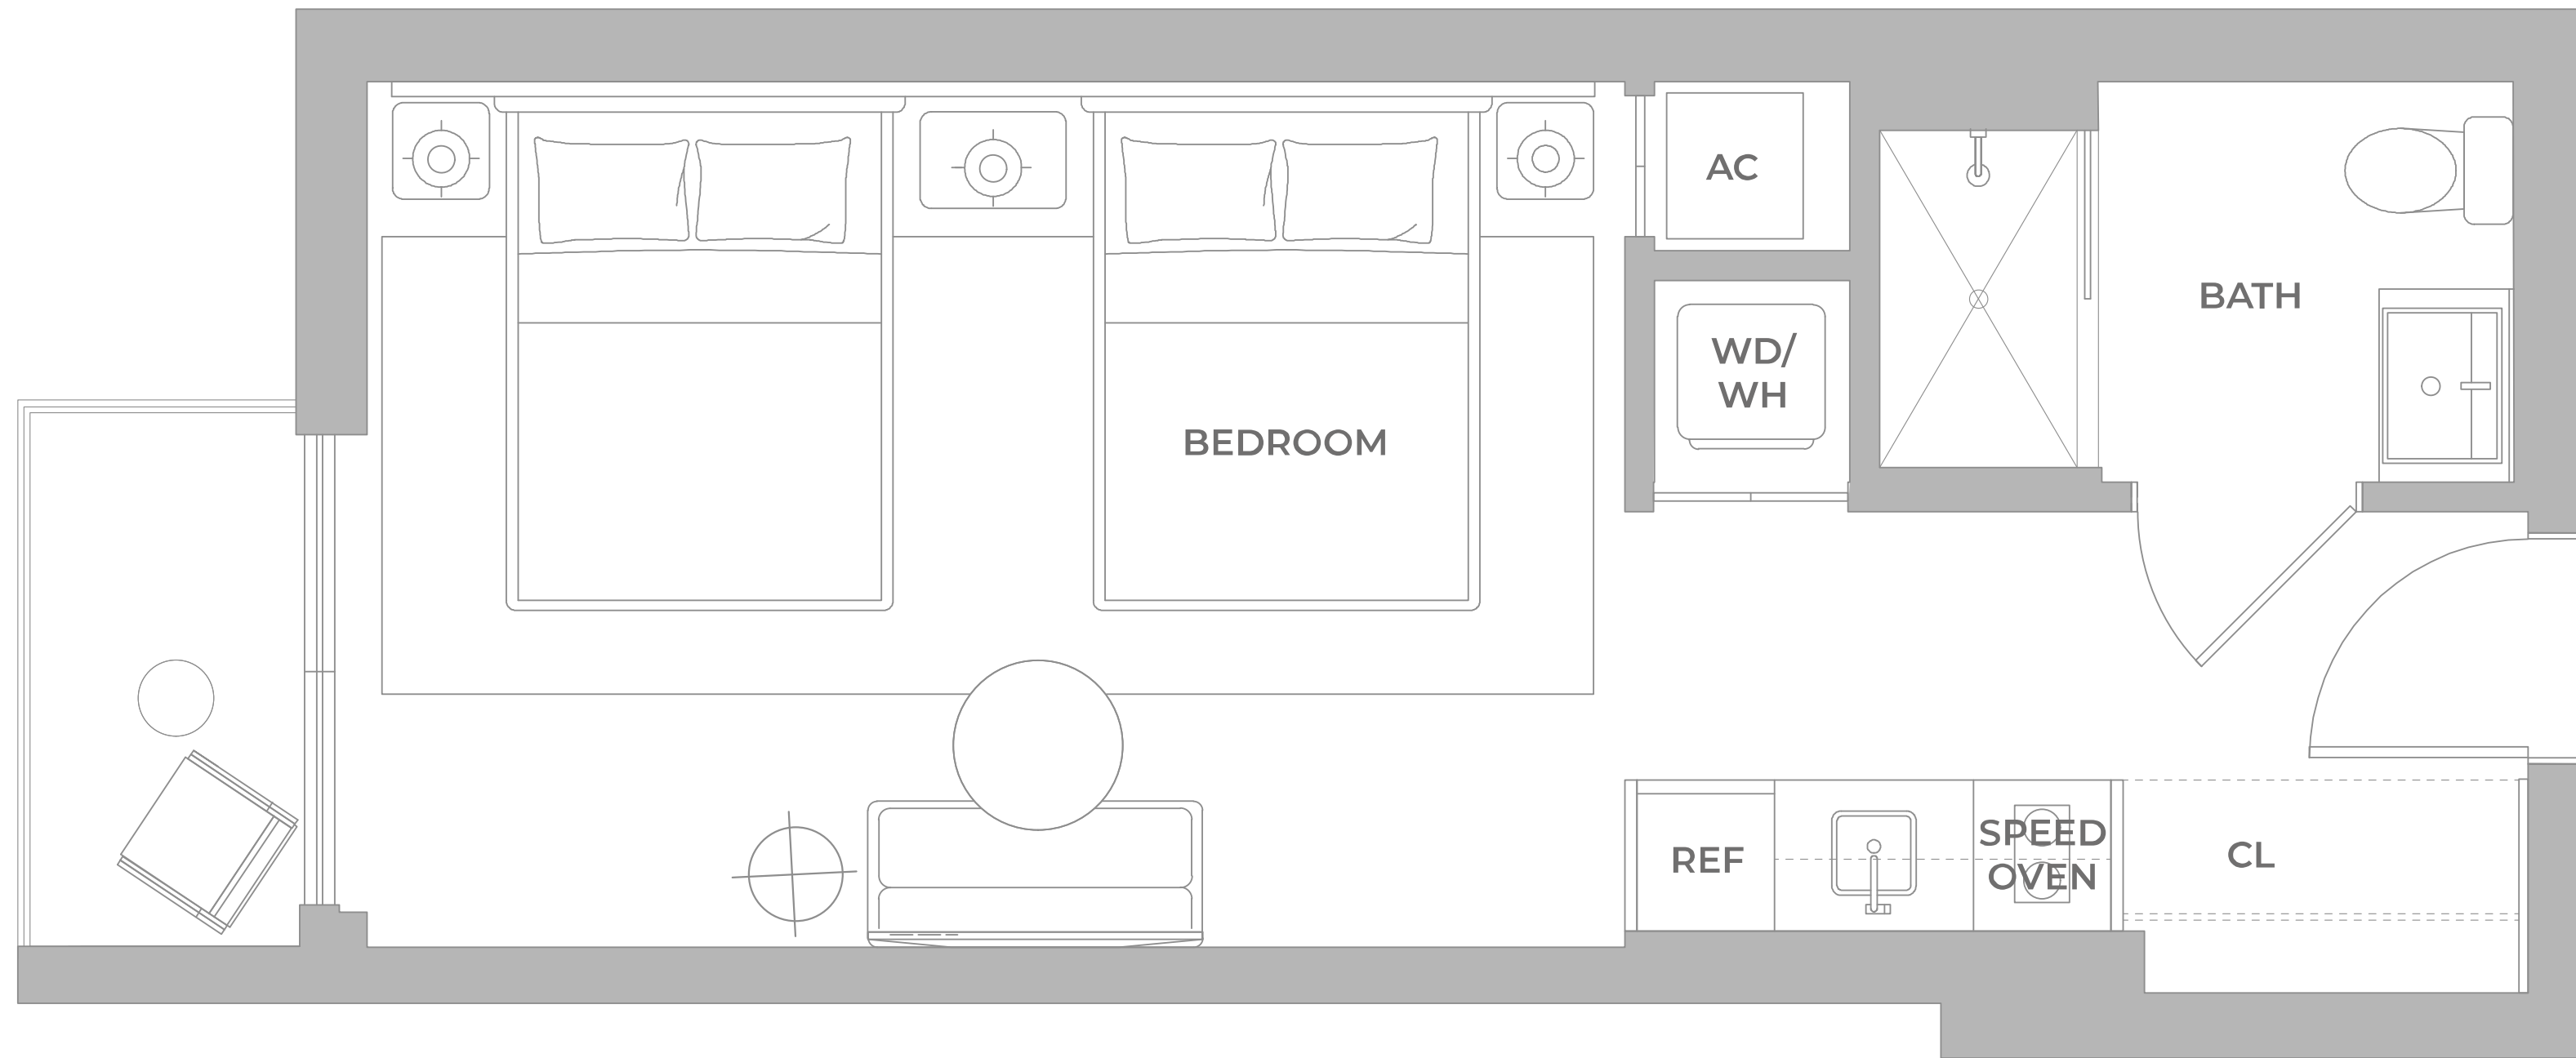 AC
BATH
WD/
WH
BEDROOM
REF
SPEED
OVEN
CL